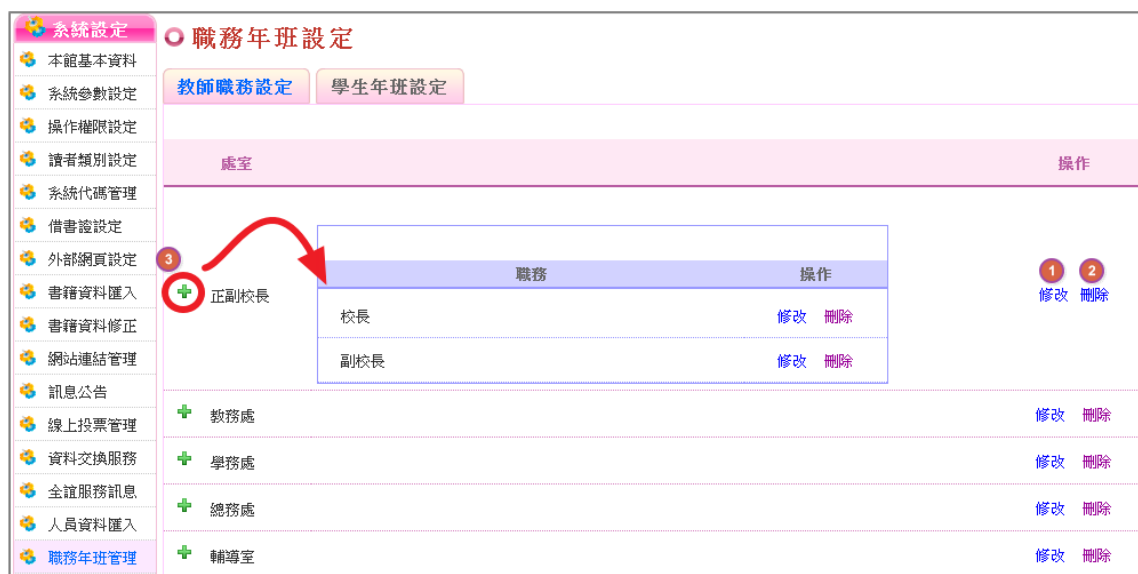 系統設定
本館基本資料
系統參數設定
操作權限設定
讀者類別設定
系統代碼管理
借書證設定
外部網頁設定
書籍資料匯入
書籍資料修正
網站連結管理
訊息公告
線上投票管理
資料交換服務
全誼服務訊息
人員資料匯入
職務年班管理
職務年班設定
教師職務設定 學生年班設定
處室 操作
3 正副校長
職務 操作
校長 修改 刪除
副校長 修改 刪除
1 2
修改 刪除
教務處 修改 刪除
學務處 修改 刪除
總務處 修改 刪除
輔導室 修改 刪除